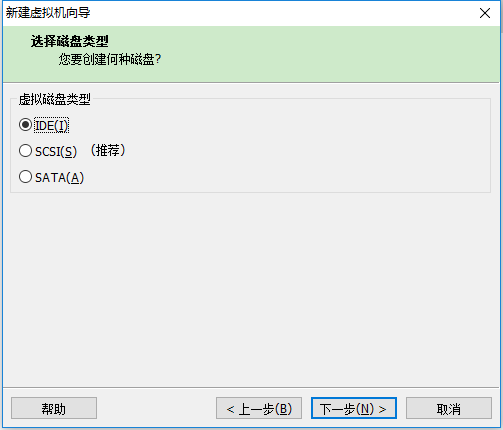 新建虚拟机向导
选择磁盘类型
您要创建何种磁盘?
虚拟磁盘类型
IDE(I)
SCSI(S) （推荐）
SATA(A)
帮助 < 上一步(B) 下一步(N) > 取消